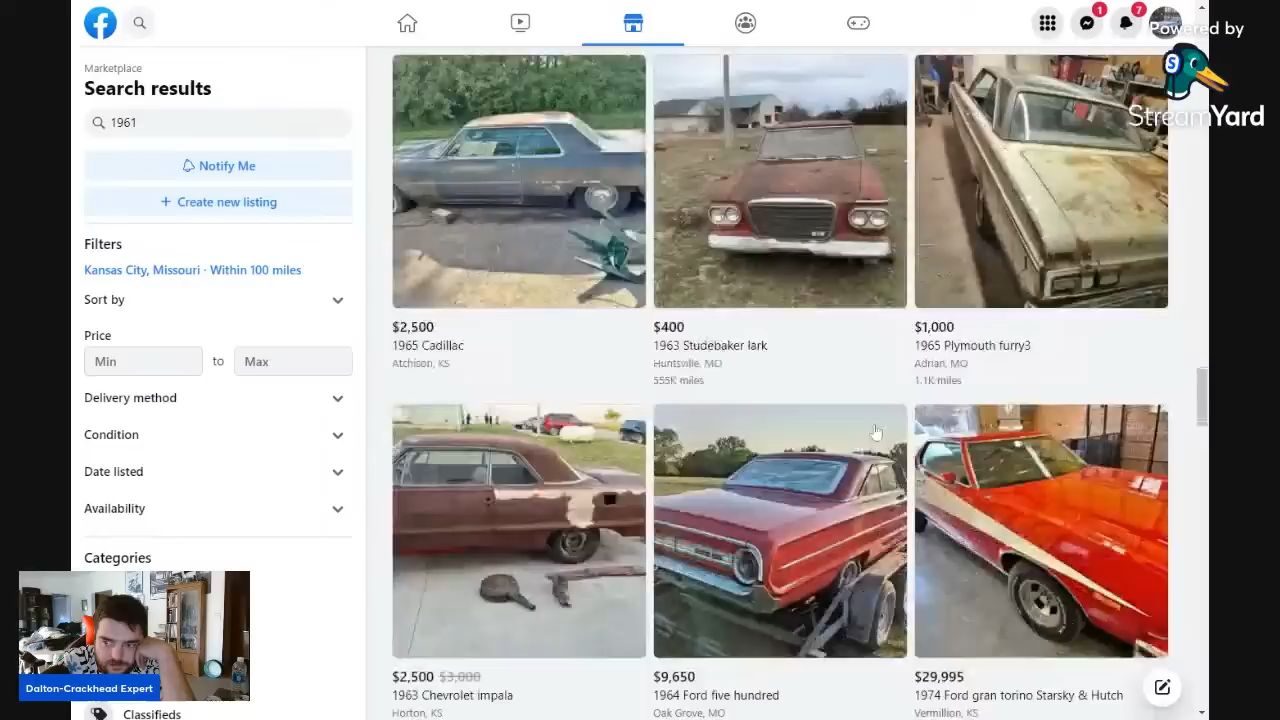 1
7
Powered by
StreamYard
Marketplace
Search results
1961
Notify Me
+ Create new listing
Filters
Kansas City, Missouri · Within 100 miles
Sort by
Price
Min
to
Max
Delivery method
Condition
Date listed
Availability
Categories
Classifieds
$2,500
1965 Cadillac
Atchison, KS
$400
1963 Studebaker lark
Huntsville, MO
555K miles
$1,000
1965 Plymouth furry3
Adrian, MO
1.1K miles
$2,500 $3,000
1963 Chevrolet impala
Horton, KS
$9,650
1964 Ford five hundred
Oak Grove, MO
$29,995
1974 Ford gran torino Starsky & Hutch
Vermillion, KS
Dalton-Crackhead Expert